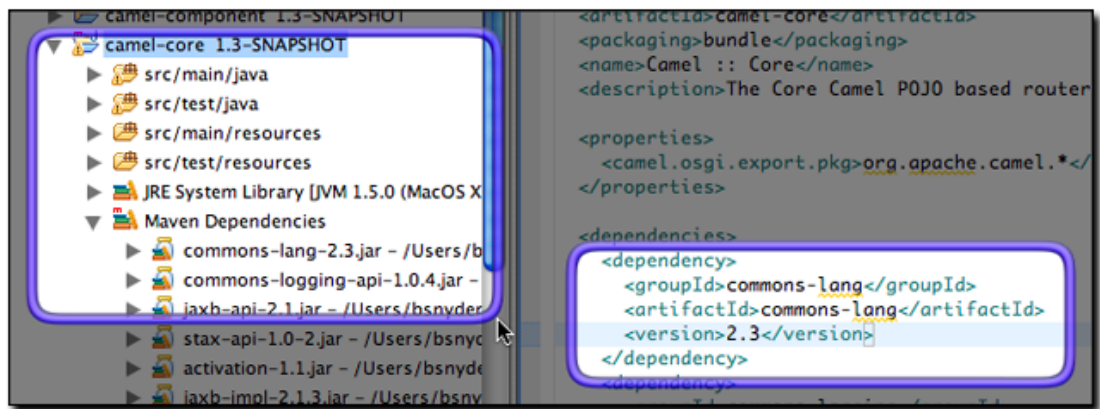 camel-component 1.3-SNAPSHOT
camel-core 1.3-SNAPSHOT
src/main/java
src/test/java
src/main/resources
src/test/resources
JRE System Library [JVM 1.5.0 (MacOS X
Maven Dependencies
commons-lang-2.3.jar – /Users/b
commons-logging-api-1.0.4.jar –
jaxb-api-2.1.jar – /Users/bsnyder
stax-api-1.0-2.jar – /Users/bsnyd
activation-1.1.jar – /Users/bsnyde
jaxb-impl-2.1.3.jar – /Users/bsny
<artifactId>camel-core</artifactId>
<packaging>bundle</packaging>
<name>Camel :: Core</name>
<description>The Core Camel POJO based router
<properties>
<camel.osgi.export.pkg>org.apache.camel.*</
</properties>
<dependencies>
<dependency>
<groupId>commons-lang</groupId>
<artifactId>commons-lang</artifactId>
<version>2.3</version>
</dependency>
<dependency>